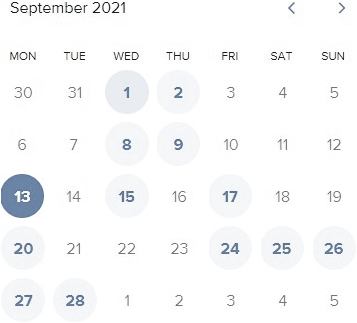 September 2021
MON TUE WED THU FRI SAT SUN
30 31 1 2 3 4 5
6 7 8 9 10 11 12
13 14 15 16 17 18 19
20 21 22 23 24 25 26
27 28 1 2 3 4 5